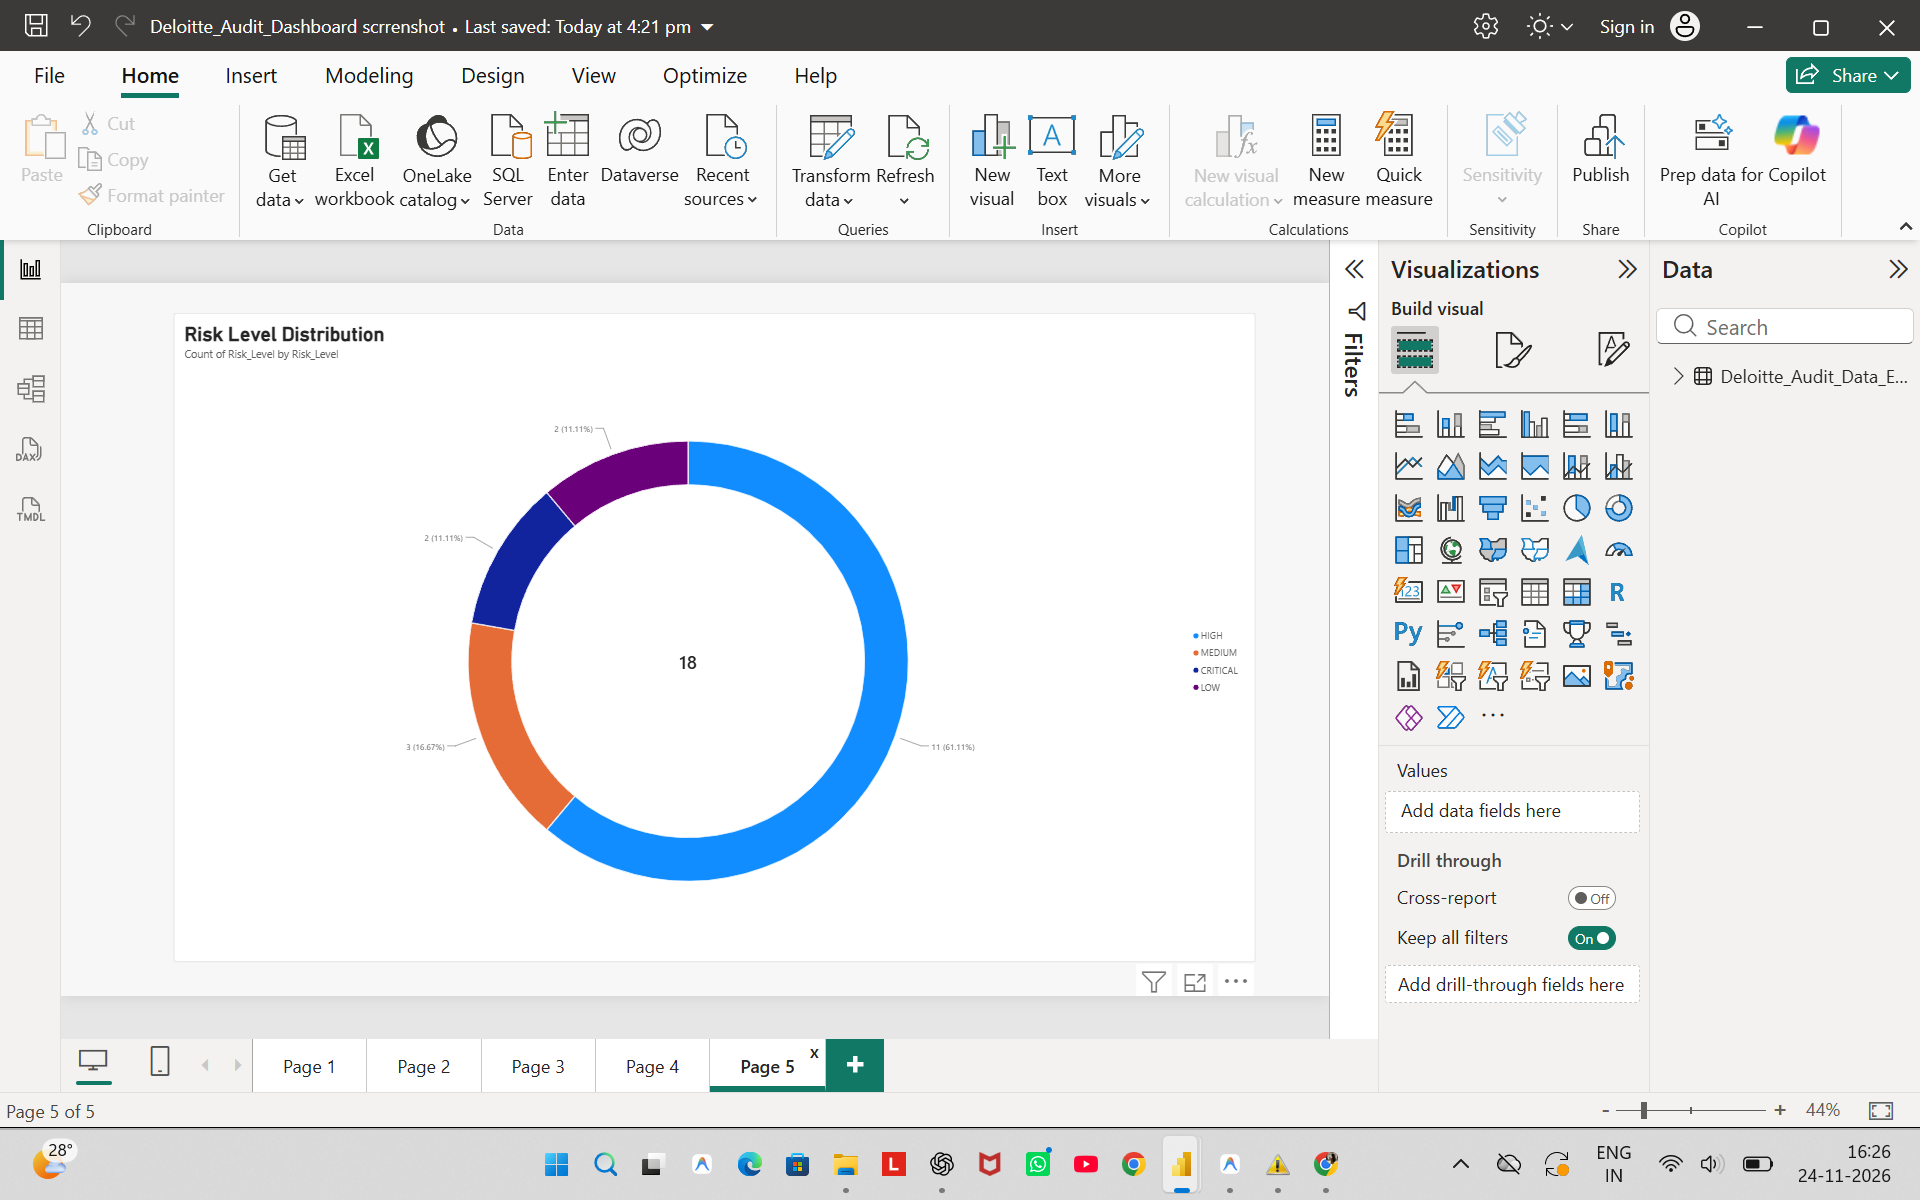 Deloitte_Audit_Dashboard scrrenshot • Last saved: Today at 4:21 pm
Sign in
File
Home
Insert
Modeling
Design
View
Optimize
Help
Share
Paste
Cut
Copy
Format painter
Clipboard
Get data
Excel workbook
OneLake catalog
SQL Server
Enter data
Dataverse
Recent sources
Data
Transform data
Refresh
Queries
New visual
A
Text box
More visuals
Insert
New visual calculation
New measure
Quick measure
Calculations
Sensitivity
Sensitivity
Publish
Share
Prep data for AI
Copilot
Copilot
DAX
TMDL
Risk Level Distribution
Count of Risk_Level by Risk_Level
2 (11.11%)
2 (11.11%)
3 (16.67%)
11 (61.11%)
18
HIGH
MEDIUM
CRITICAL
LOW
Filters
Visualizations
Build visual
123
R
Py
Values
Add data fields here
Drill through
Cross-report
Off
Keep all filters
On
Add drill-through fields here
Data
Search
Deloitte_Audit_Data_E...
Page 1
Page 2
Page 3
Page 4
Page 5
x
+
Page 5 of 5
- + 44%
28°
L
ENG
IN
16:26
24-11-2026